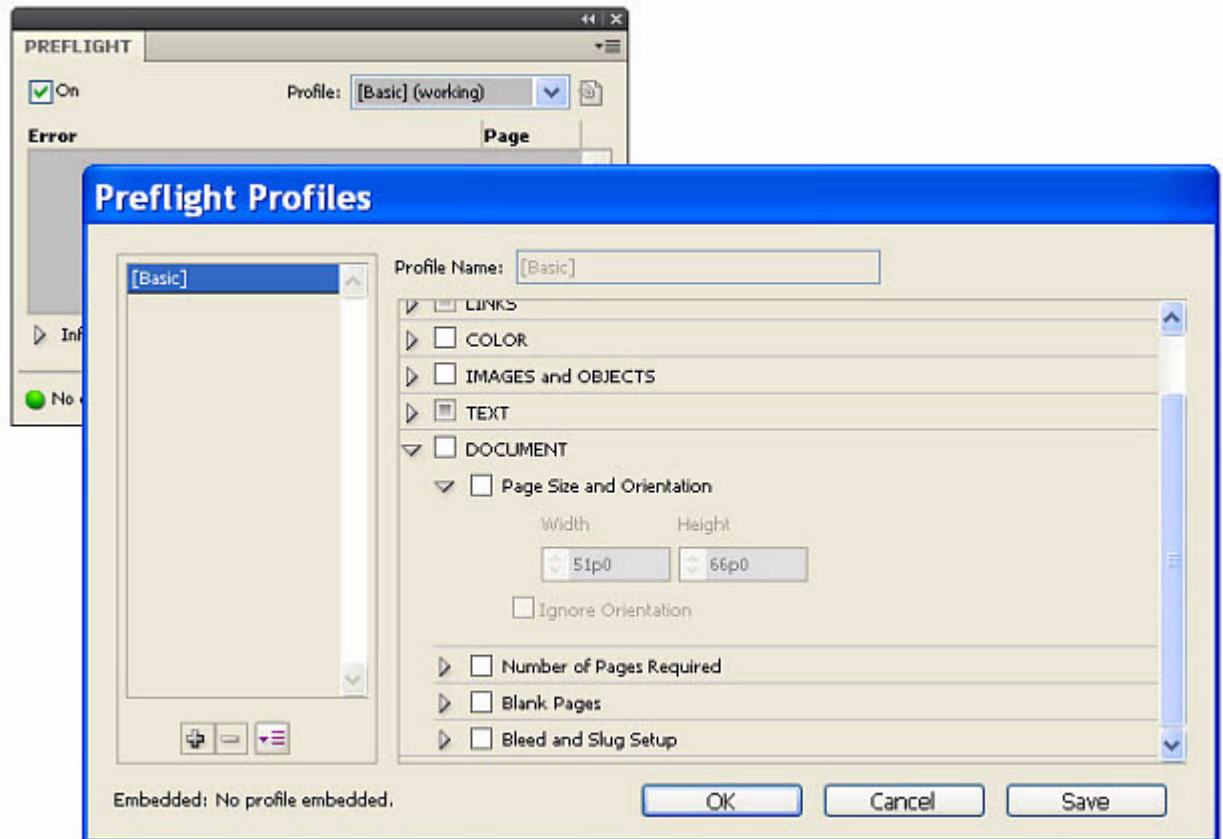 PREFLIGHT
On
Profile: [Basic] (working)
Error Page
Inf
No
Preflight Profiles
[Basic]
Profile Name: [Basic]
LINKS
COLOR
IMAGES and OBJECTS
TEXT
DOCUMENT
Page Size and Orientation
Width Height
51p0 66p0
Ignore Orientation
Number of Pages Required
Blank Pages
Bleed and Slug Setup
Embedded: No profile embedded.
OK Cancel Save